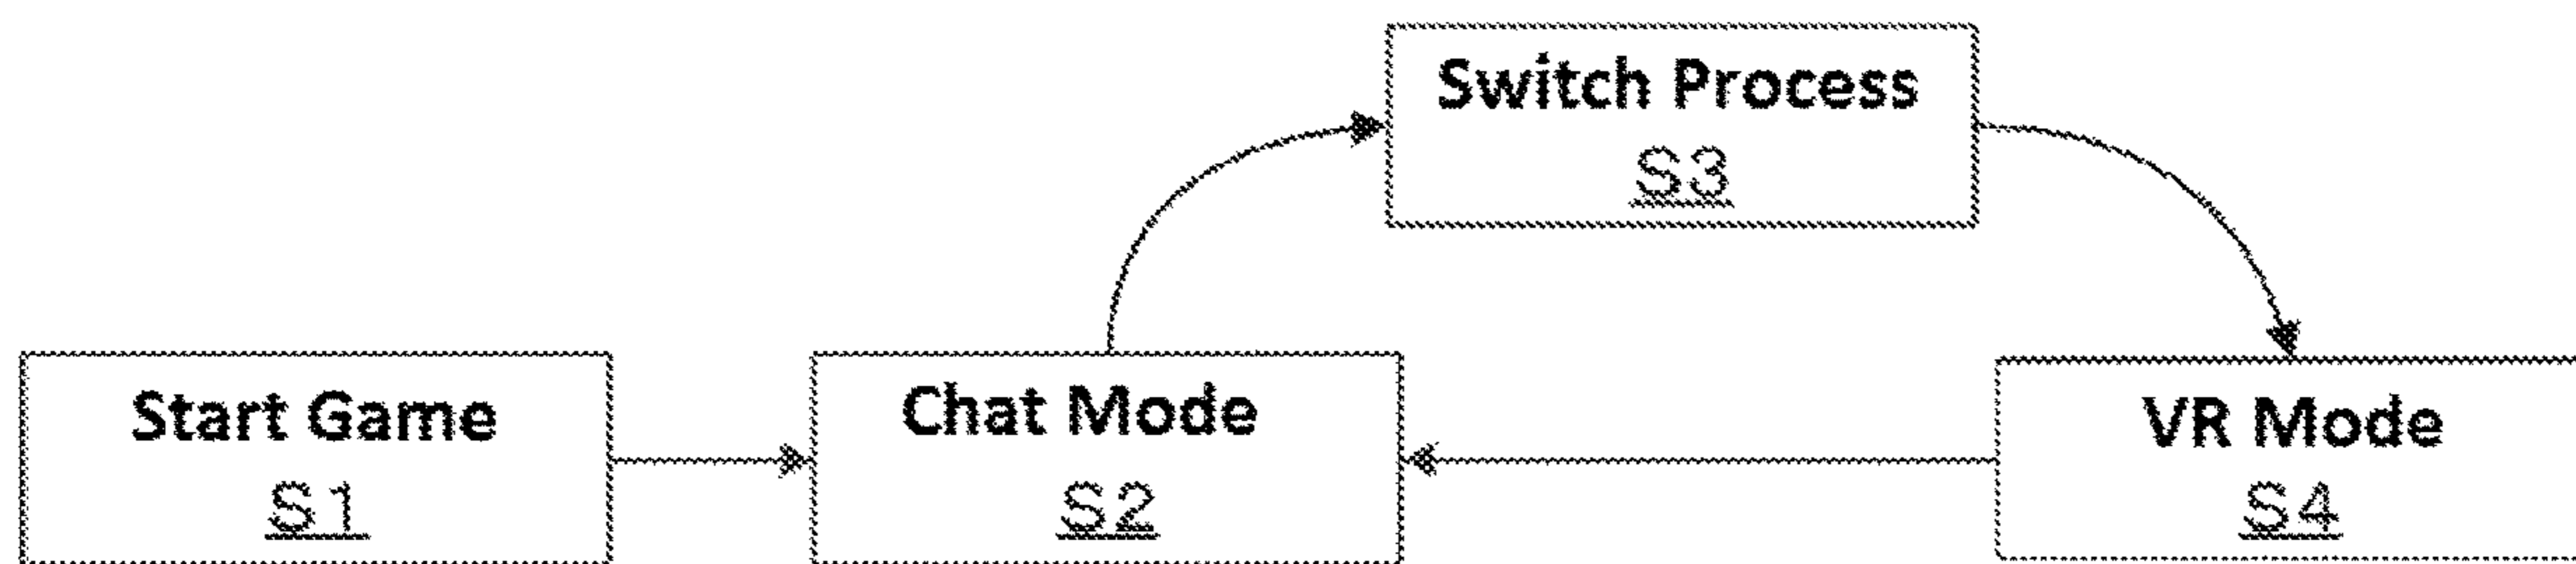 Switch Process
S3
Start Game
S1
Chat Mode
S2
VR Mode
S4